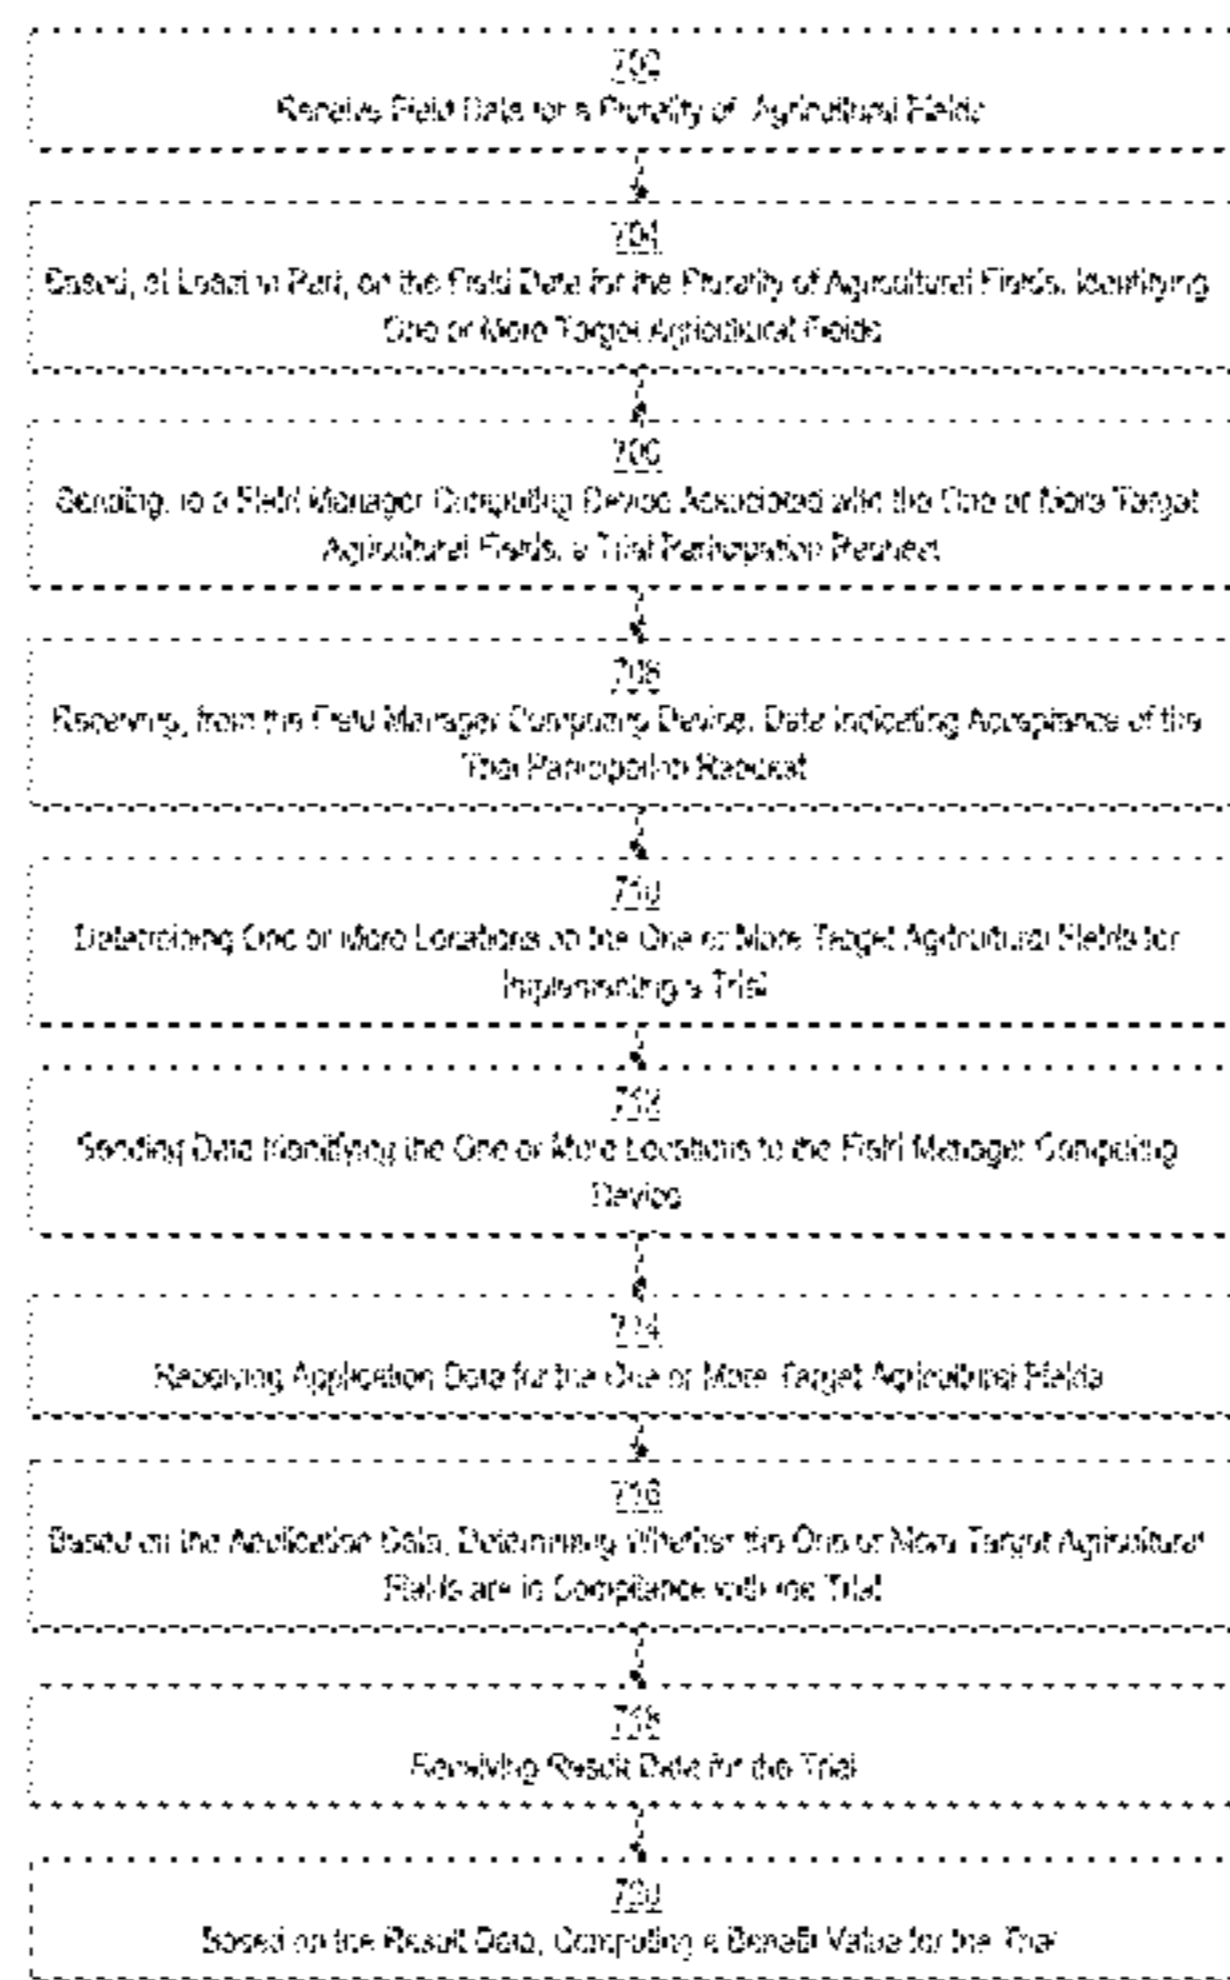 702
Receive Field Data for a Plurality of Agricultural Fields
704
Based, at Least in Part, on the Field Data for the Plurality of Agricultural Fields, Identifying
One or More Target Agricultural Fields
706
Sending, to a Field Manager Computing Device Associated with the One or More Target
Agricultural Fields, a Trial Participation Request
708
Receiving, from the Field Manager Computing Device, Data Indicating Acceptance of the
Trial Participation Request
710
Determining One or More Locations on the One or More Target Agricultural Fields for
Implementing a Trial
712
Sending Data Identifying the One or More Locations to the Field Manager Computing
Device
714
Receiving Application Data for the One or More Target Agricultural Fields
716
Based on the Application Data, Determining Whether the One or More Target Agricultural
Fields are in Compliance with the Trial
718
Receiving Result Data for the Trial
720
Based on the Result Data, Computing a Benefit Value for the Trial